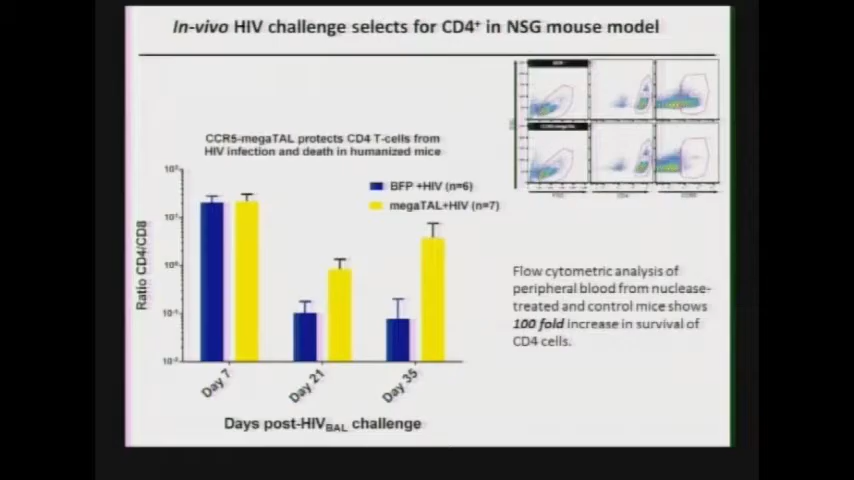 In-vivo HIV challenge selects for CD4⁺ in NSG mouse model
CCR5-megaTAL protects CD4 T-cells from
HIV infection and death in humanized mice
BFP +HIV (n=6)
megaTAL+HIV (n=7)
Ratio CD4/CD8
Day 7
Day 21
Day 35
Days post-HIVBAL challenge
Flow cytometric analysis of
peripheral blood from nuclease-
treated and control mice shows
100 fold increase in survival of
CD4 cells.